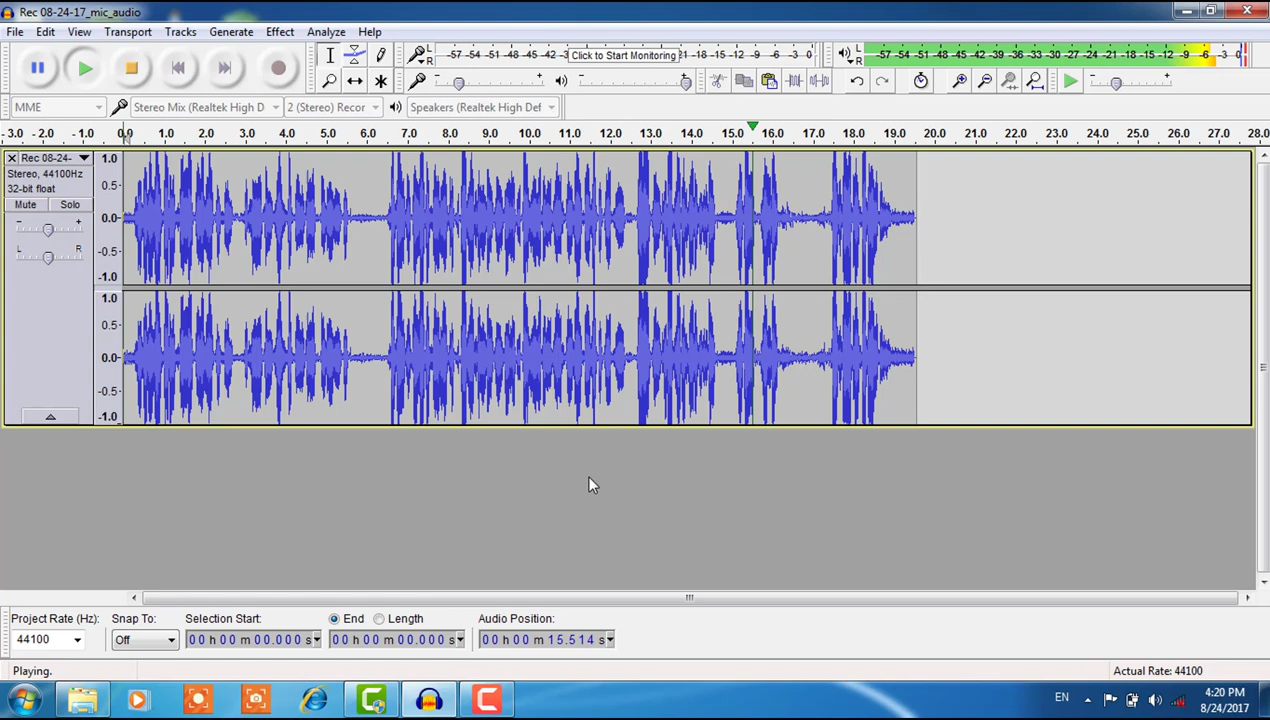 Rec 08-24-17_mic_audio
File Edit View Transport Tracks Generate Effect Analyze Help
L R -57 -54 -51 -48 -45 -42 Click to Start Monitoring -21 -18 -15 -12 -9 -6 -3 0
L R -57 -54 -51 -48 -45 -42 -39 -36 -33 -30 -27 -24 -21 -18 -15 -12 -9 -6 -3 0
- + - + - +
MME Stereo Mix (Realtek High D 2 (Stereo) Recor Speakers (Realtek High Def
- 3.0 - 2.0 - 1.0 0.0 1.0 2.0 3.0 4.0 5.0 6.0 7.0 8.0 9.0 10.0 11.0 12.0 13.0 14.0 15.0 16.0 17.0 18.0 19.0 20.0 21.0 22.0 23.0 24.0 25.0 26.0 27.0 28.0
Rec 08-24- 1.0
Stereo, 44100Hz
32-bit float 0.5
Mute Solo
- + 0.0
L R -0.5
-1.0
1.0
0.5
0.0
-0.5
-1.0
Project Rate (Hz): Snap To: Selection Start: End Length Audio Position:
44100 Off 00 h 00 m 00.000 s 00 h 00 m 00.000 s 00 h 00 m 15.514 s
Playing. Actual Rate: 44100
EN 4:20 PM
8/24/2017